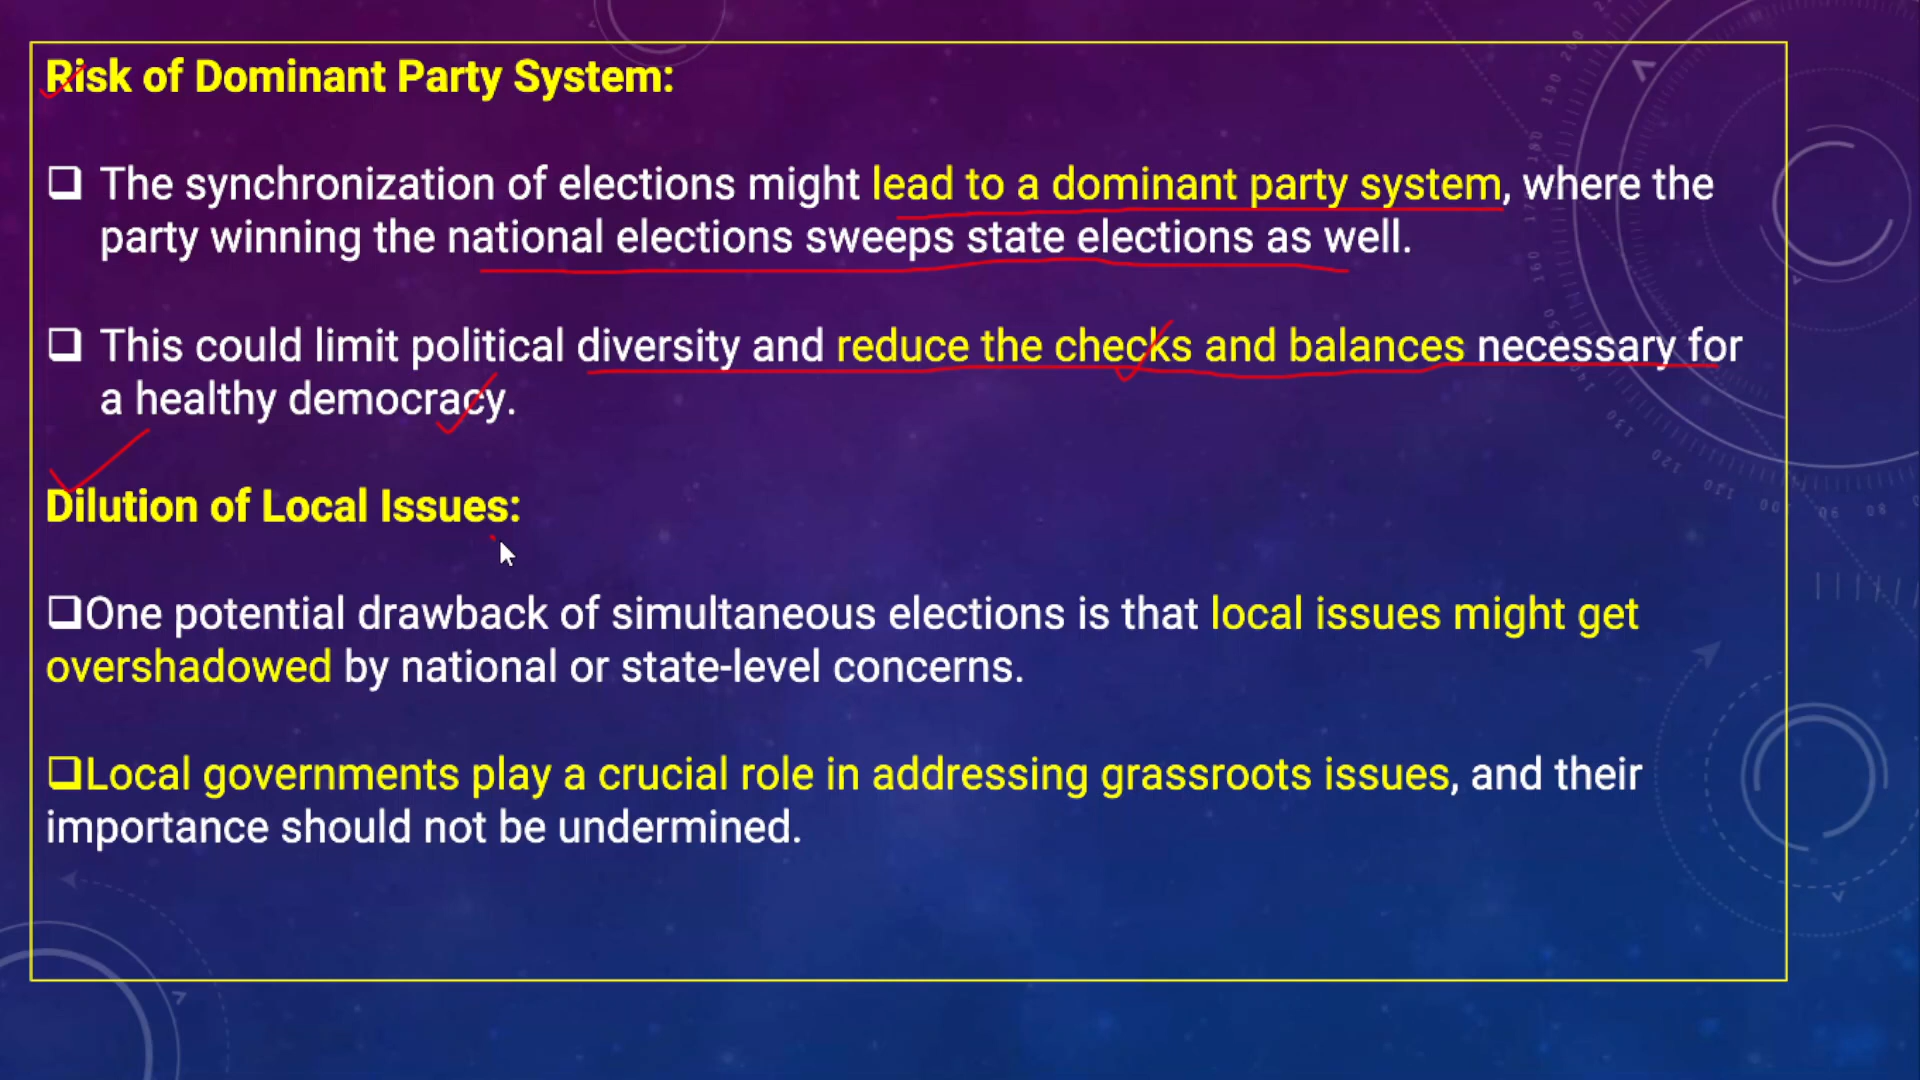 Risk of Dominant Party System:
❑ The synchronization of elections might lead to a dominant party system, where the
party winning the national elections sweeps state elections as well.
❑ This could limit political diversity and reduce the checks and balances necessary for
a healthy democracy.
Dilution of Local Issues:
❑One potential drawback of simultaneous elections is that local issues might get
overshadowed by national or state-level concerns.
❑Local governments play a crucial role in addressing grassroots issues, and their
importance should not be undermined.